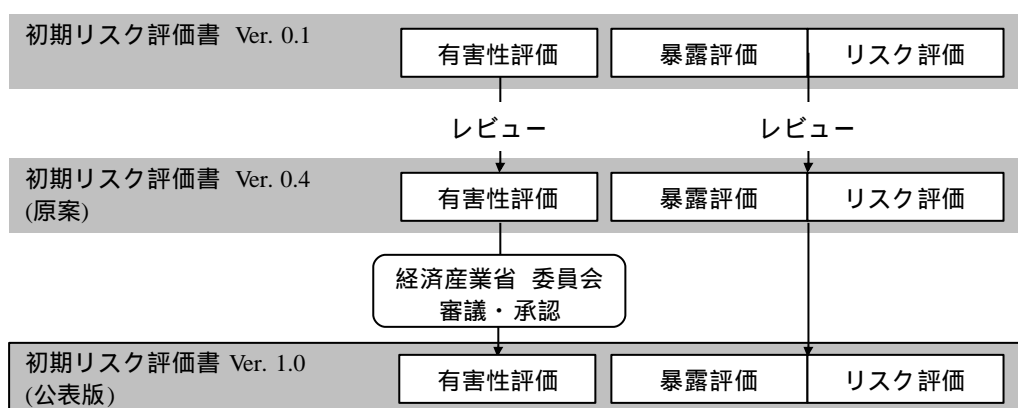 初期リスク評価書 Ver. 0.1
有害性評価 暴露評価 リスク評価
レビュー レビュー
初期リスク評価書 Ver. 0.4
(原案)
有害性評価 暴露評価 リスク評価
経済産業省 委員会
審議・承認
初期リスク評価書 Ver. 1.0
(公表版)
有害性評価 暴露評価 リスク評価